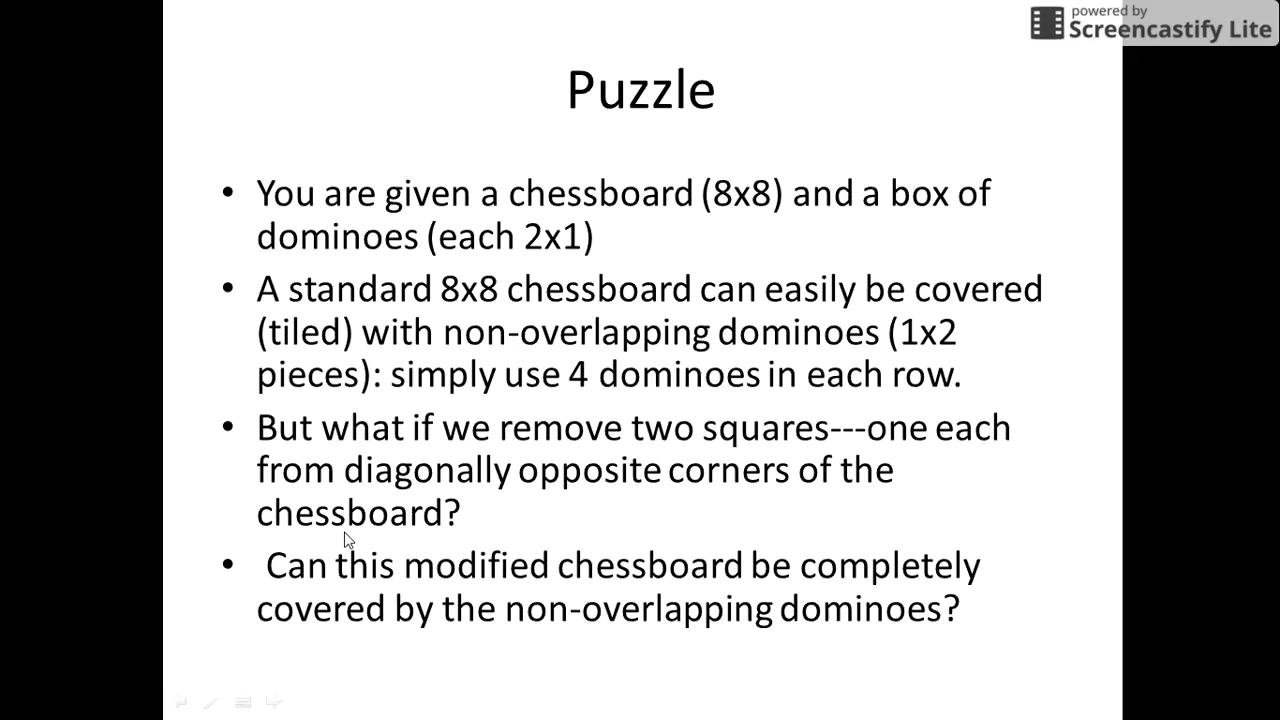 powered by
Screencastify Lite
Puzzle
• You are given a chessboard (8x8) and a box of
dominoes (each 2x1)
• A standard 8x8 chessboard can easily be covered
(tiled) with non-overlapping dominoes (1x2
pieces): simply use 4 dominoes in each row.
• But what if we remove two squares---one each
from diagonally opposite corners of the
chessboard?
• Can this modified chessboard be completely
covered by the non-overlapping dominoes?